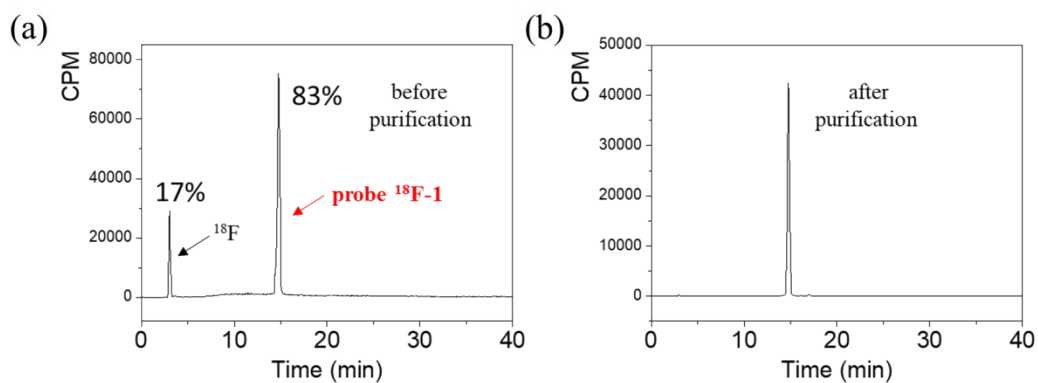 (a)
CPM
80000
60000
40000
20000
0
0
10
20
30
40
Time (min)
17%
83%
before
purification
probe ¹⁸F-1
¹⁸F
(b)
CPM
50000
40000
30000
20000
10000
0
0
10
20
30
40
Time (min)
after
purification